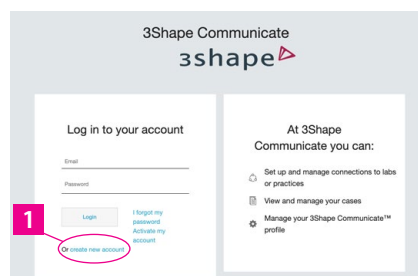 3Shape Communicate
3shape
Log in to your account
Email
Password
Login
I forgot my
password
Activate my
account
1
Or create new account
At 3Shape
Communicate you can:
Set up and manage connections to labs
or practices
View and manage your cases
Manage your 3Shape Communicate™
profile